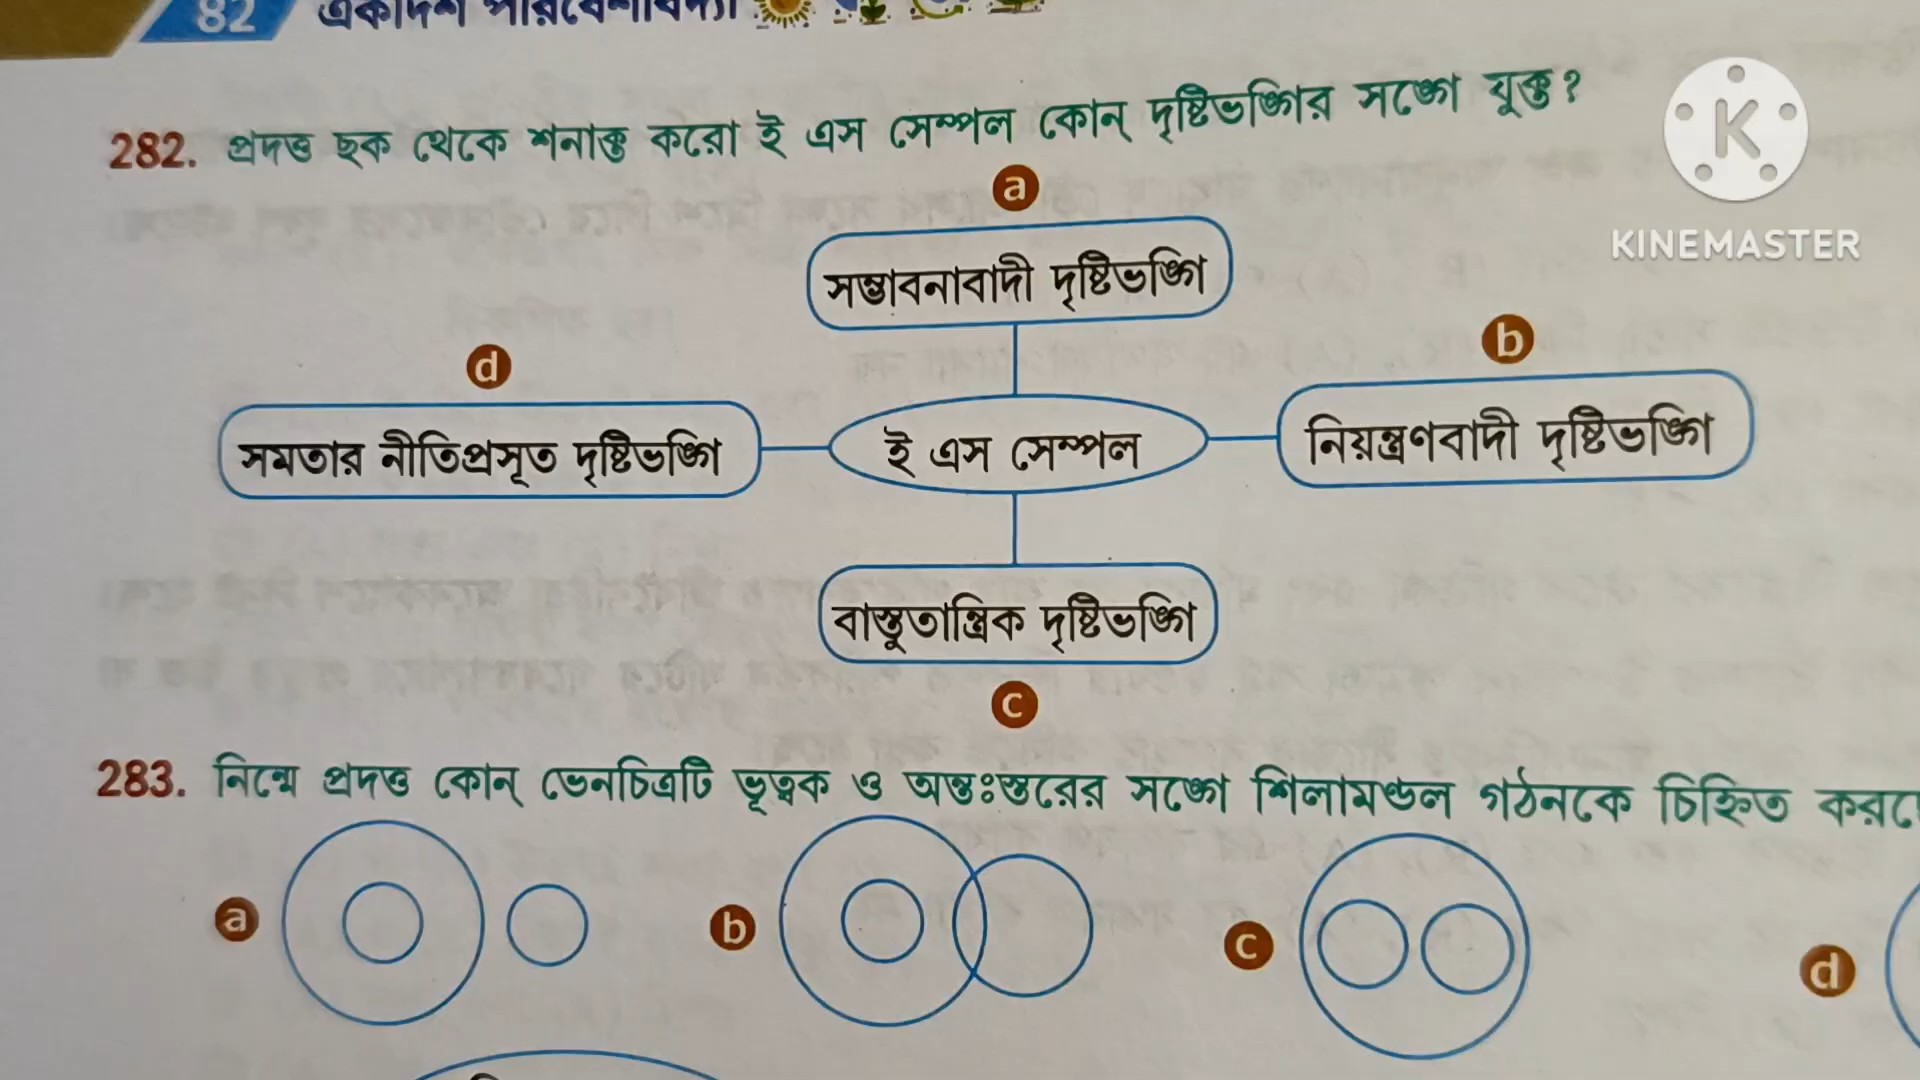 82 একাদশ পরিবেশবিদ্যা
282. প্রদত্ত ছক থেকে শনাক্ত করো ই এস সেম্পল কোন্ দৃষ্টিভঙ্গির সঙ্গে যুক্ত?
K
KINEMASTER
a
সম্ভাবনাবাদী দৃষ্টিভঙ্গি
b
d
সমতার নীতিপ্রসূত দৃষ্টিভঙ্গি
ই এস সেম্পল
নিয়ন্ত্রণবাদী দৃষ্টিভঙ্গি
বাস্তুতান্ত্রিক দৃষ্টিভঙ্গি
c
283. নিম্নে প্রদত্ত কোন্ ভেনচিত্রটি ভূত্বক ও অন্তঃস্তরের সঙ্গে শিলামণ্ডল গঠনকে চিহ্নিত
a
b
c
d